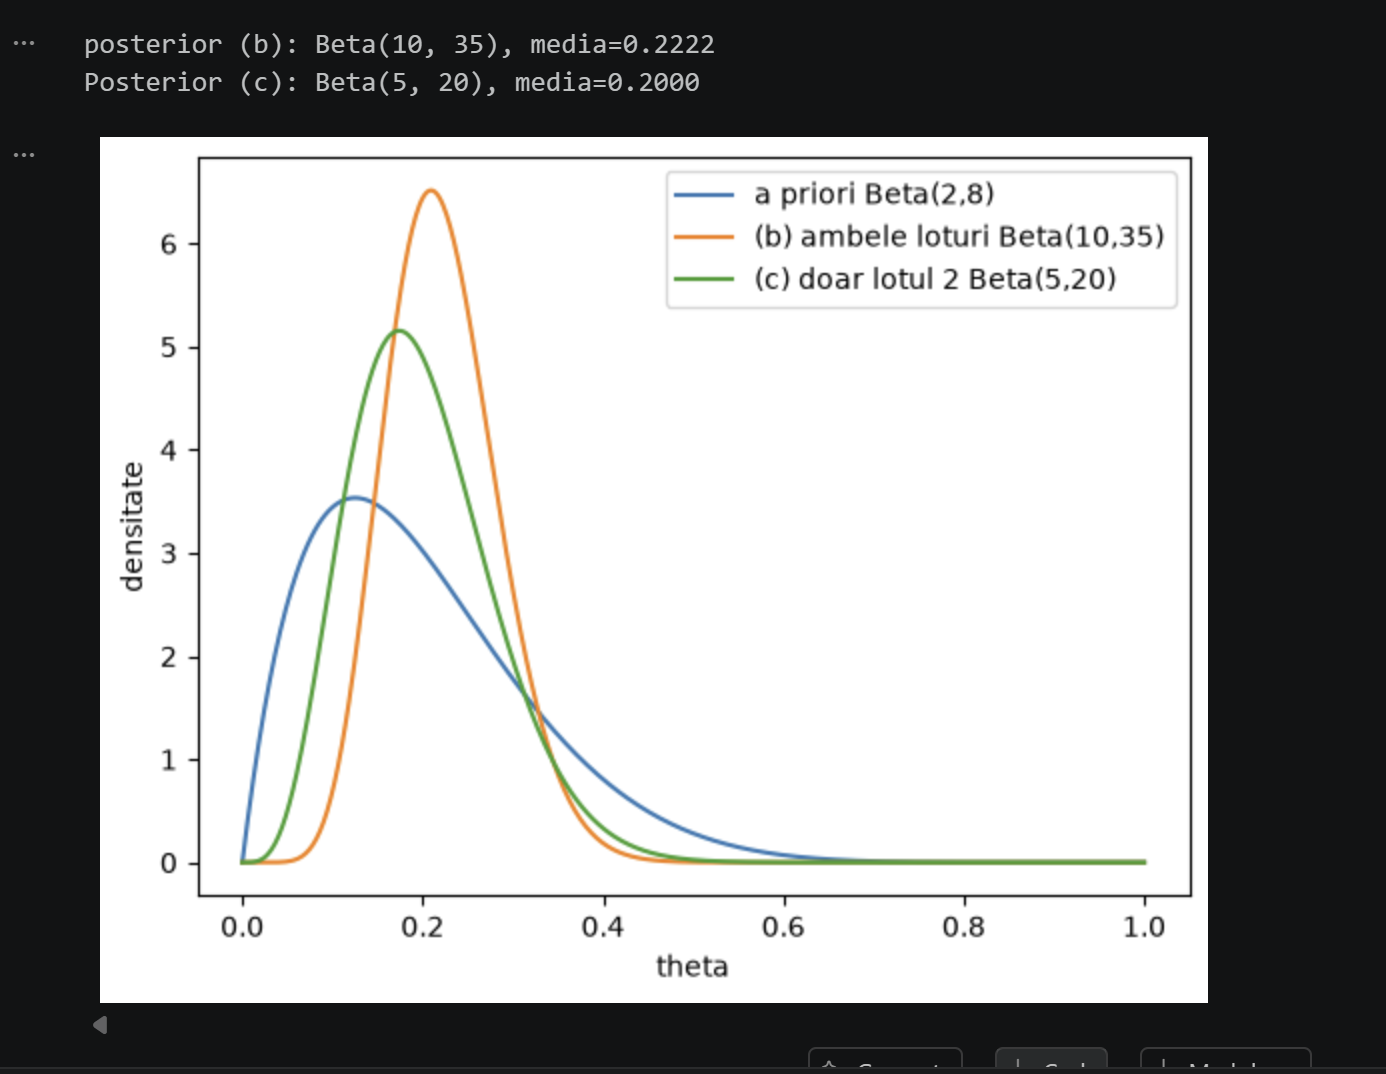 posterior (b): Beta(10, 35), media=0.2222
Posterior (c): Beta(5, 20), media=0.2000
a priori Beta(2,8)
(b) ambele loturi Beta(10,35)
(c) doar lotul 2 Beta(5,20)
6
5
4
3
2
1
0
densitate
0.0 0.2 0.4 0.6 0.8 1.0
theta